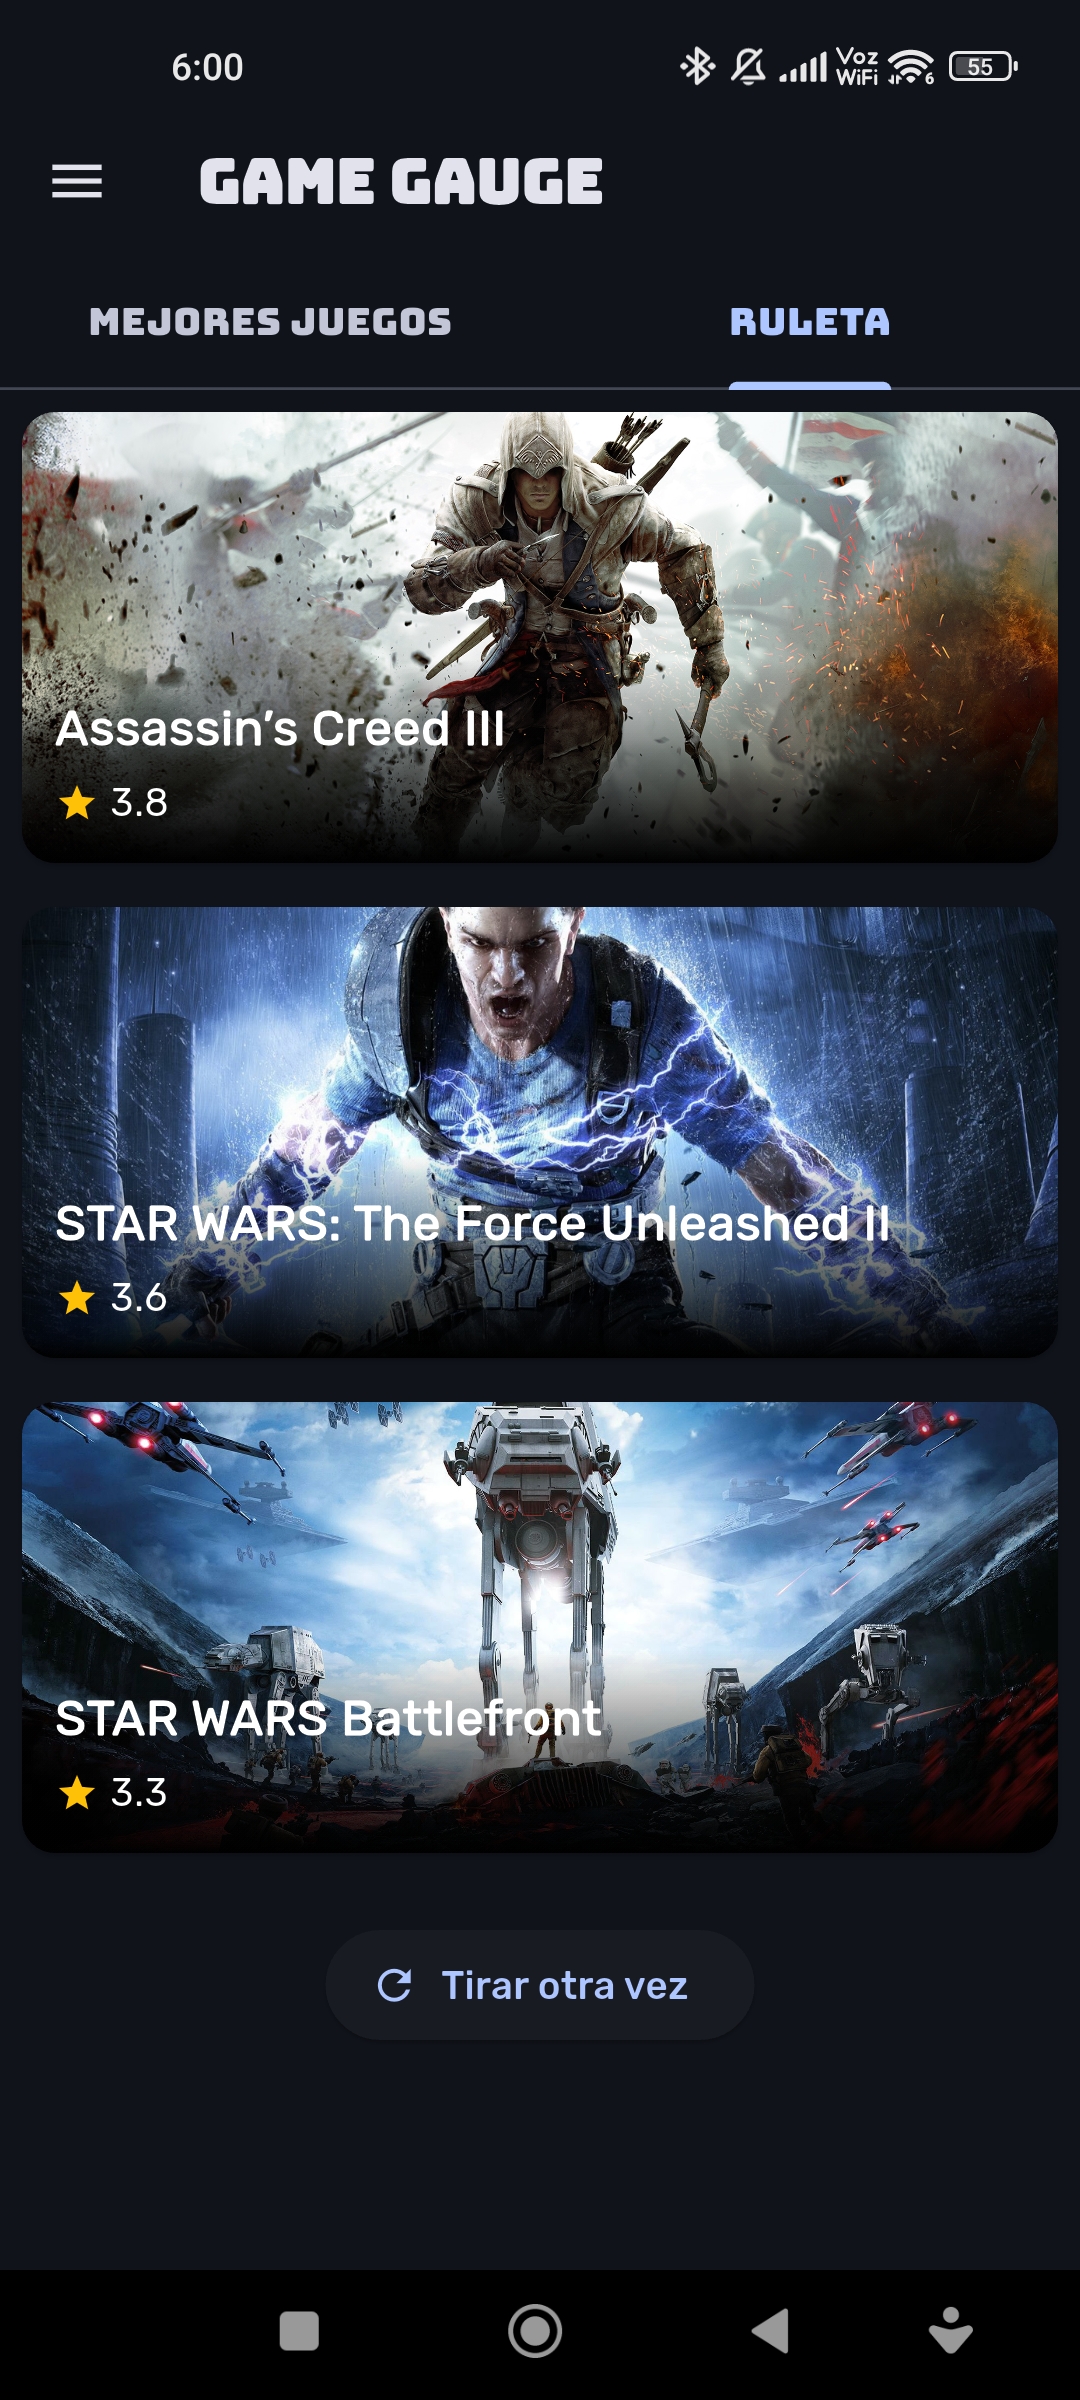 6:00
Voz
WiFi
6
55
GAME GAUGE
MEJORES JUEGOS
RULETA
Assassin’s Creed III
3.8
STAR WARS: The Force Unleashed II
3.6
STAR WARS Battlefront
3.3
Tirar otra vez